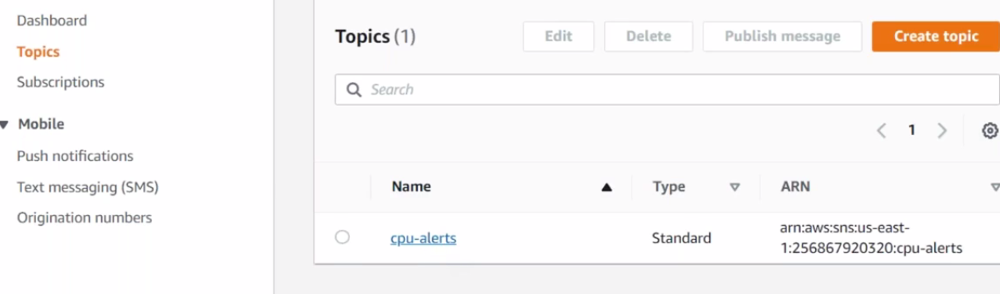 Dashboard
Topics
Subscriptions
Mobile
Push notifications
Text messaging (SMS)
Origination numbers
Topics (1)
Edit
Delete
Publish message
Create topic
Search
1
Name
Type
ARN
cpu-alerts
Standard
arn:aws:sns:us-east-
1:256867920320:cpu-alerts